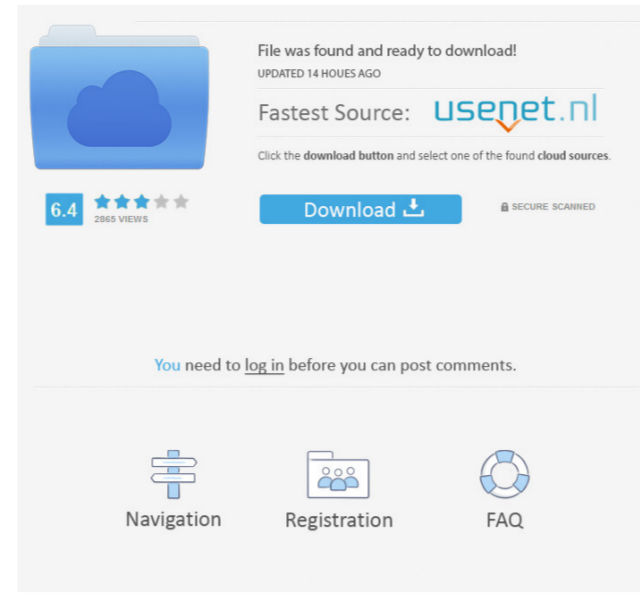 File was found and ready to download!
UPDATED 14 HOUES AGO
Fastest Source: usenet.nl
Click the download button and select one of the found cloud sources.
6.4
2865 VIEWS
Download
SECURE SCANNED
You need to log in before you can post comments.
Navigation
Registration
FAQ